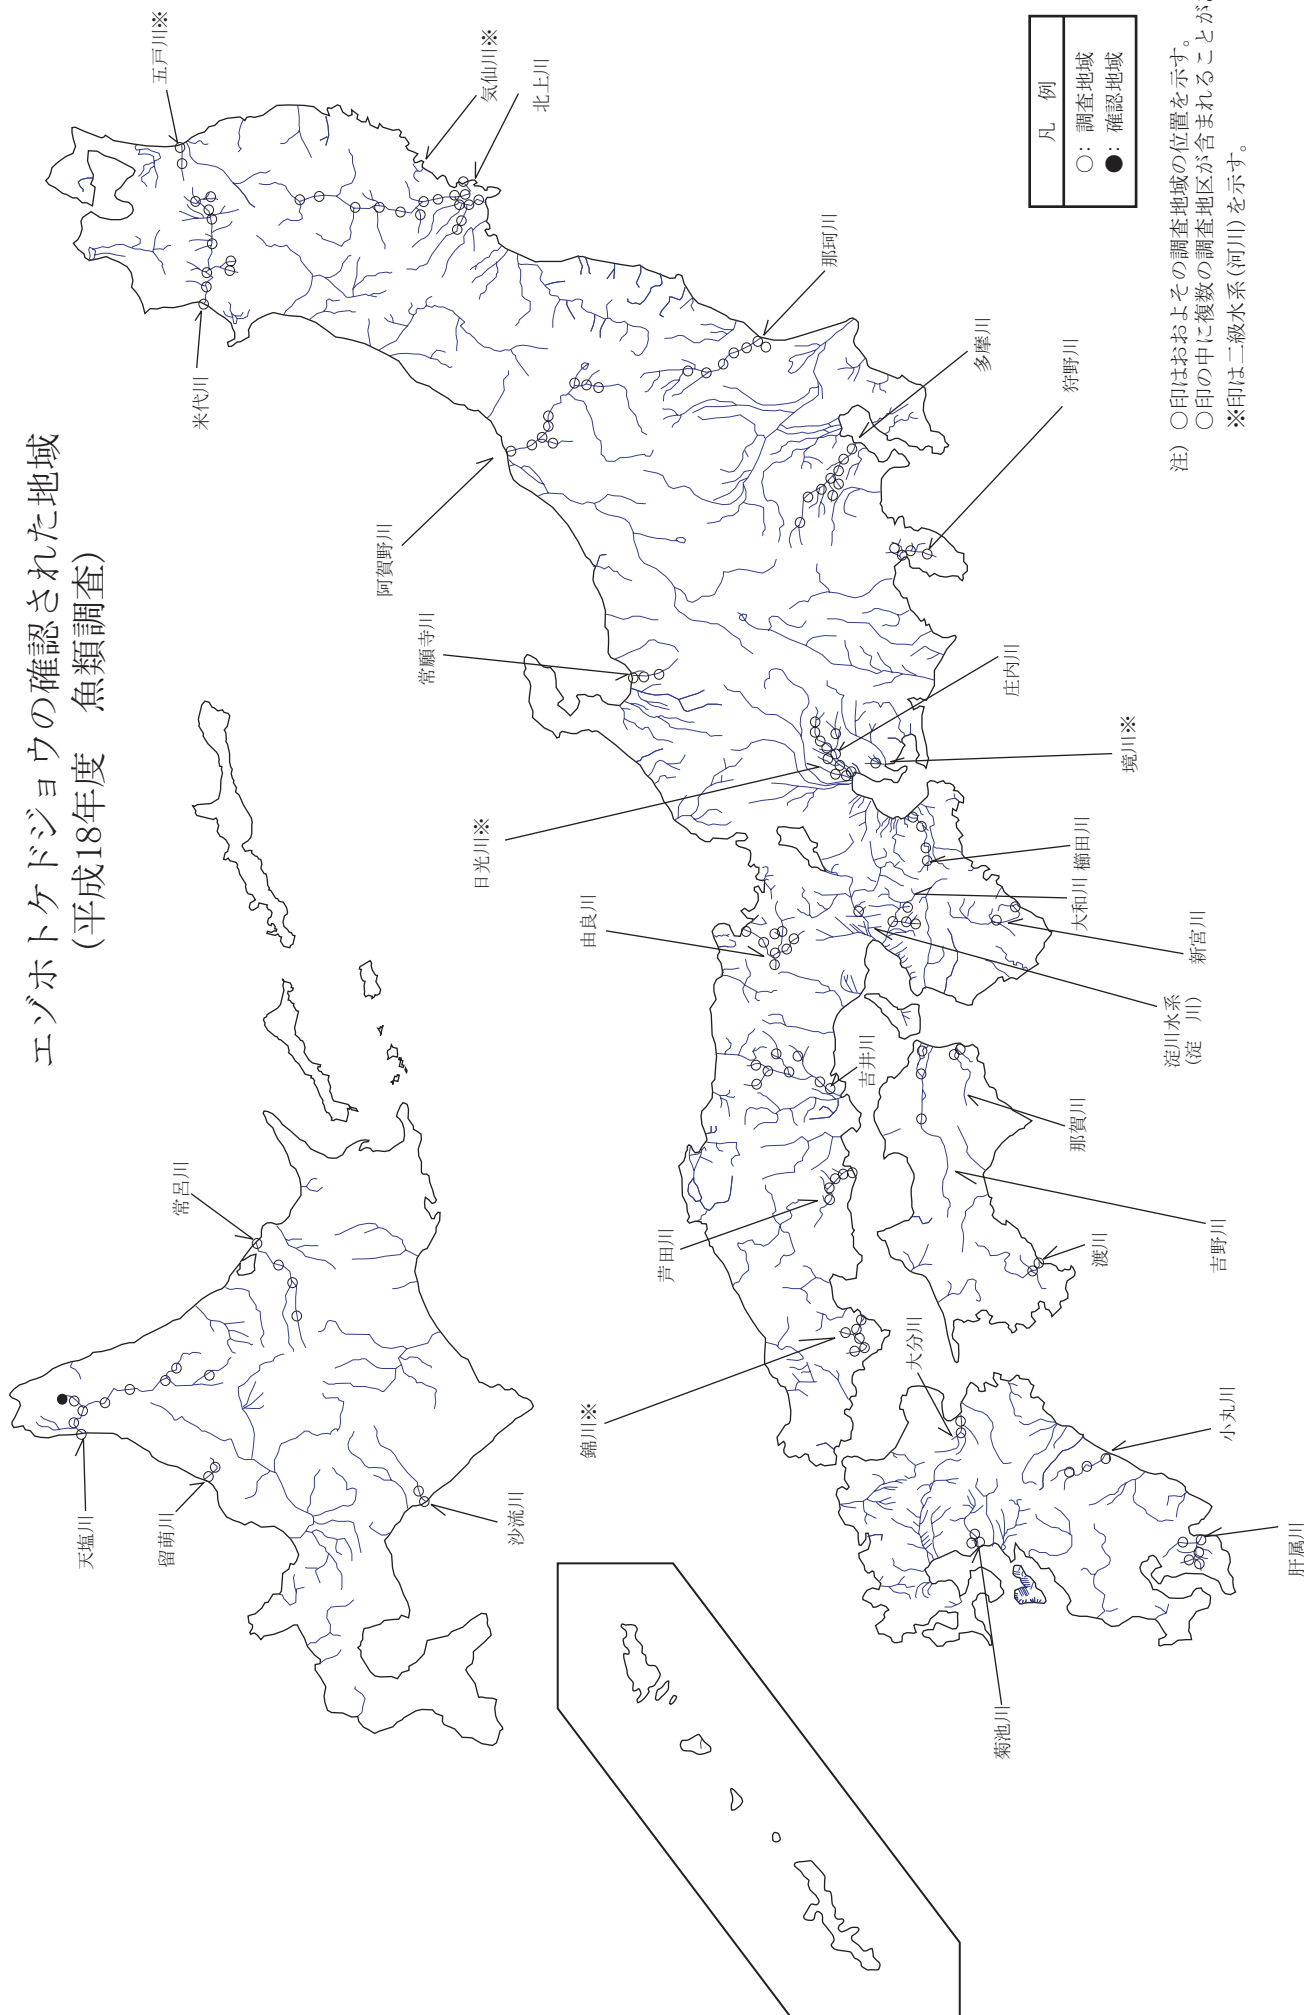 エゾホトケドジョウの確認された地域
(平成18年度　魚類調査)
天塩川
留萌川
常呂川
沙流川
五戸川※
気仙川※
北上川
米代川
阿賀野川
那珂川
多摩川
狩野川
常願寺川
日光川※
庄内川
境川※
由良川
櫛田川
大和川
新宮川
淀川水系
(淀　川)
吉井川
芦田川
錦川※
那賀川
吉野川
渡川
大分川
小丸川
肝属川
菊池川
凡　例
○: 調査地域
●: 確認地域
注) ○印はおおよその調査地域の位置を示す。
○印の中に複数の調査地区が含まれることが
※印は二級水系(河川)を示す。